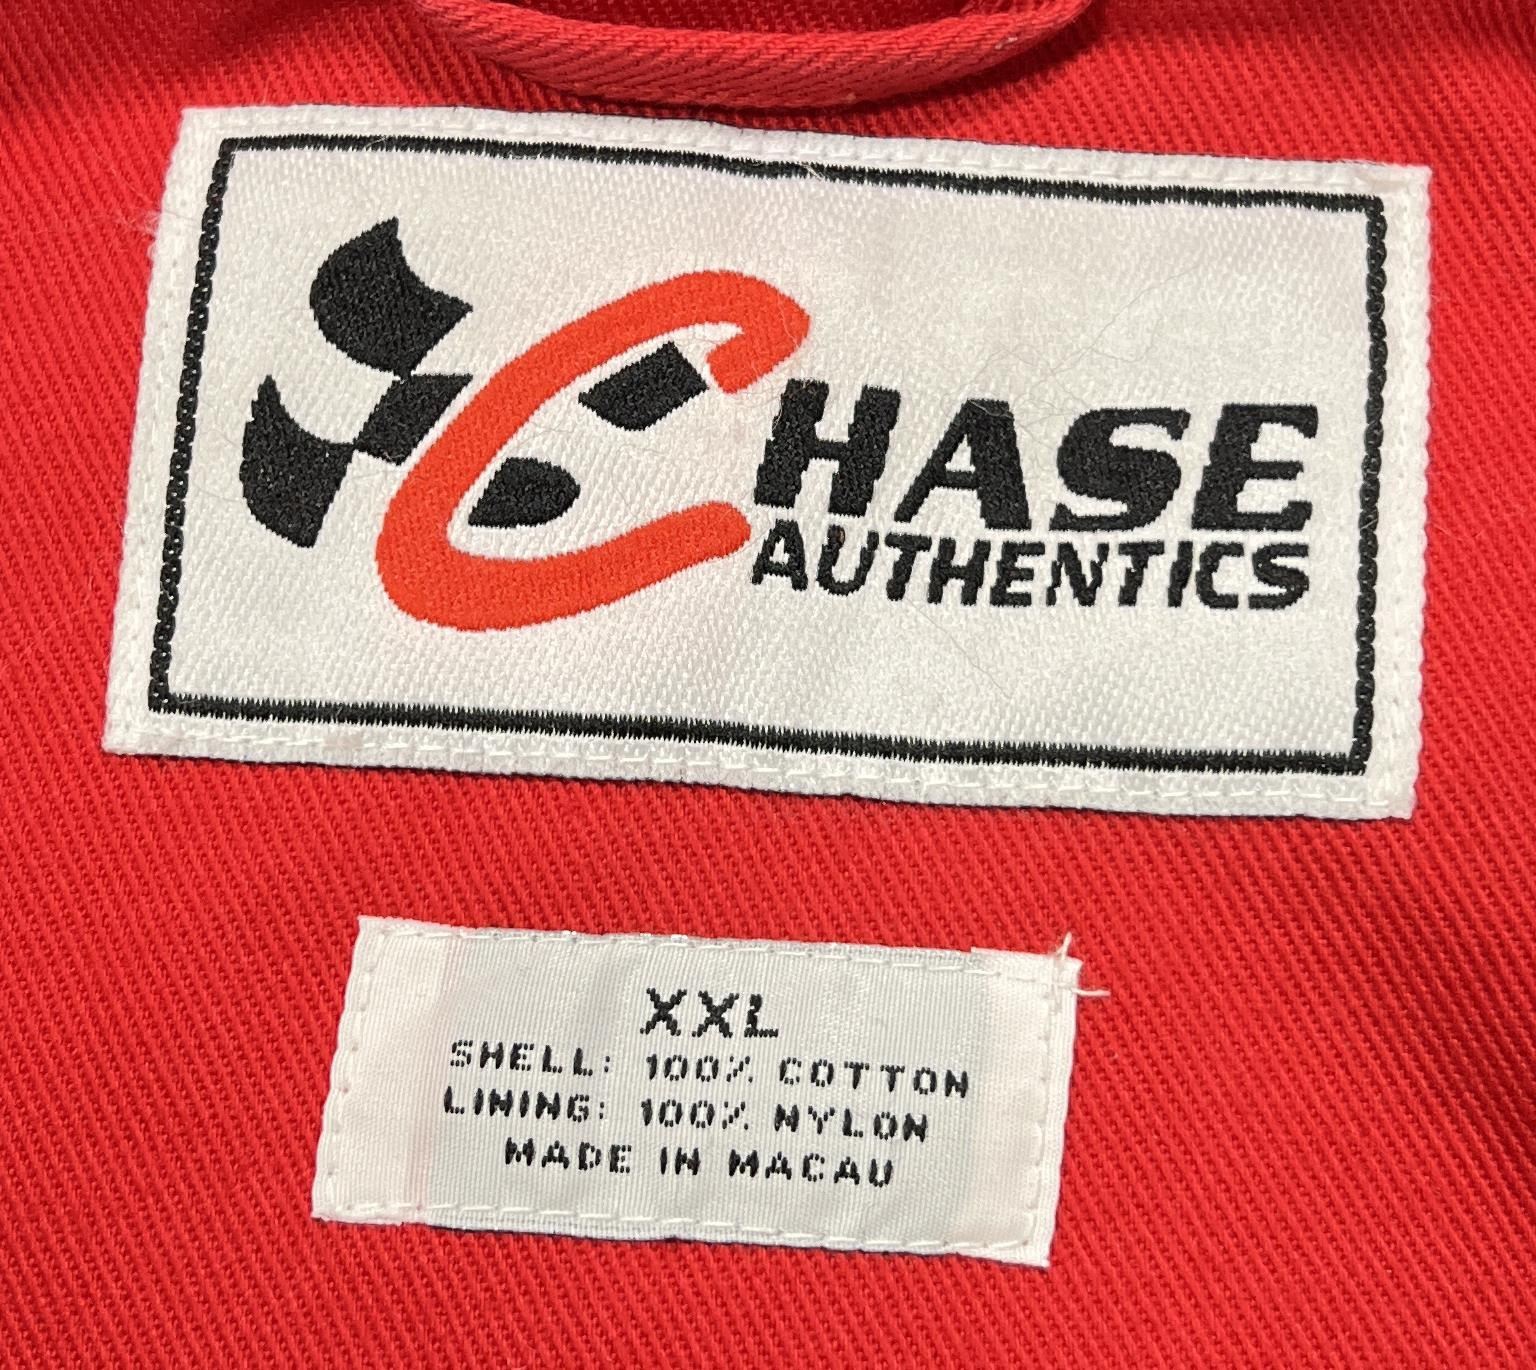 CHASE
AUTHENTICS
XXL
SHELL: 100% COTTON
LINING: 100% NYLON
MADE IN MACAU